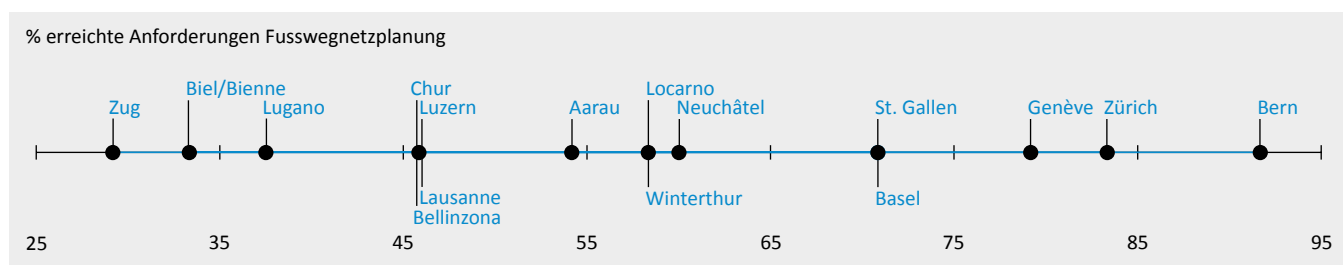 % erreichte Anforderungen Fusswegnetzplanung
Biel/Bienne Chur Locarno
Zug Lugano Luzern Aarau Neuchâtel St. Gallen Genève Zürich Bern
Lausanne Winterthur Basel
Bellinzona
25 35 45 55 65 75 85 95